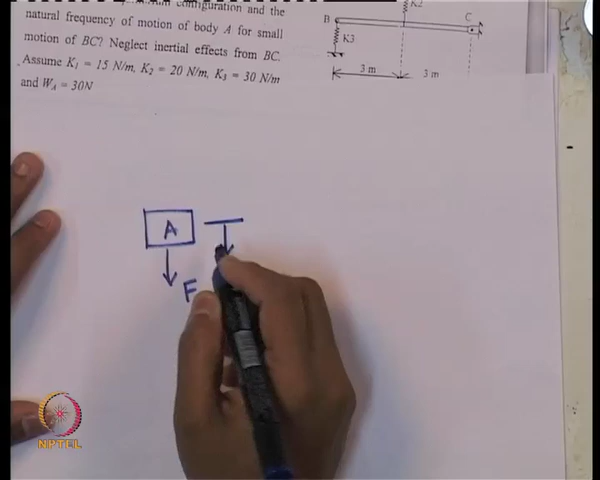 configuration and the
natural frequency of motion of body A for small
motion of BC? Neglect inertial effects from BC.
Assume K1 = 15 N/m, K2 = 20 N/m, K3 = 30 N/m
and WA = 30N
K2
B
C
K3
3 m
3 m
A
F
NPTEL